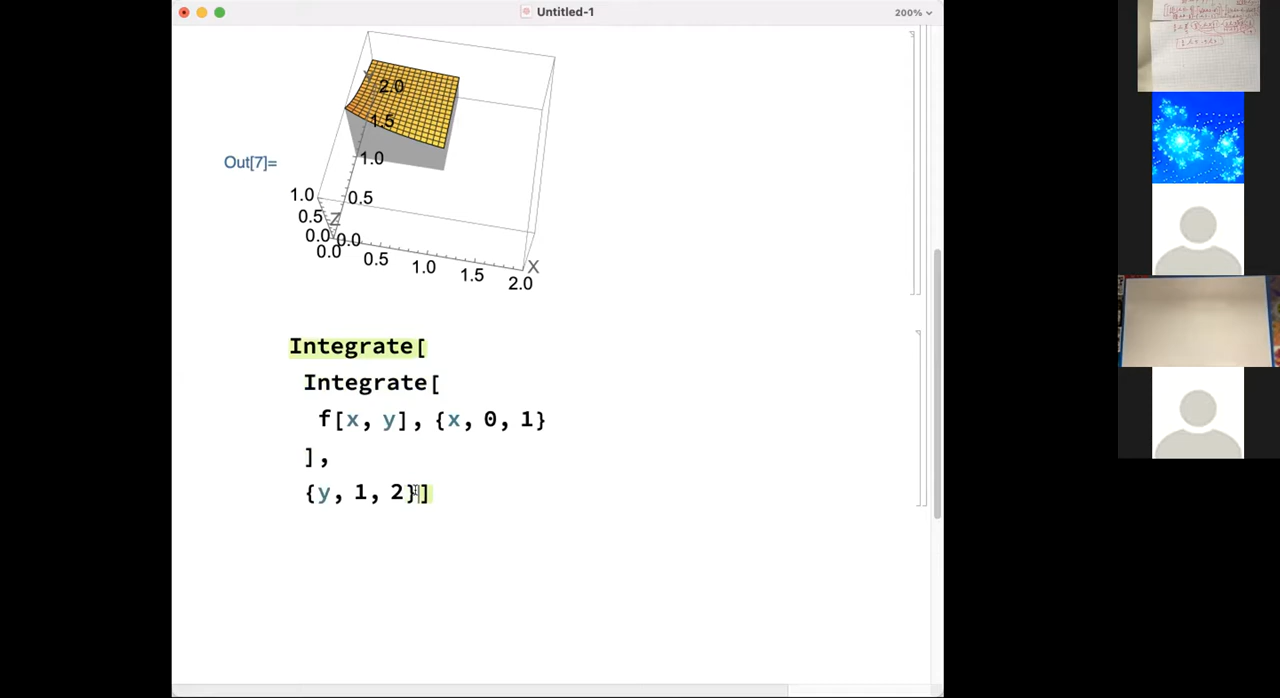 Untitled-1
200%
Y
2.0
1.5
Out[7]=
1.0
1.0
0.5
0.5
Z
0.0
0.0
0.0
0.5
1.0
X
1.5
2.0
Integrate[
Integrate[
f[x, y], {x, 0, 1}
],
{y, 1, 2}]